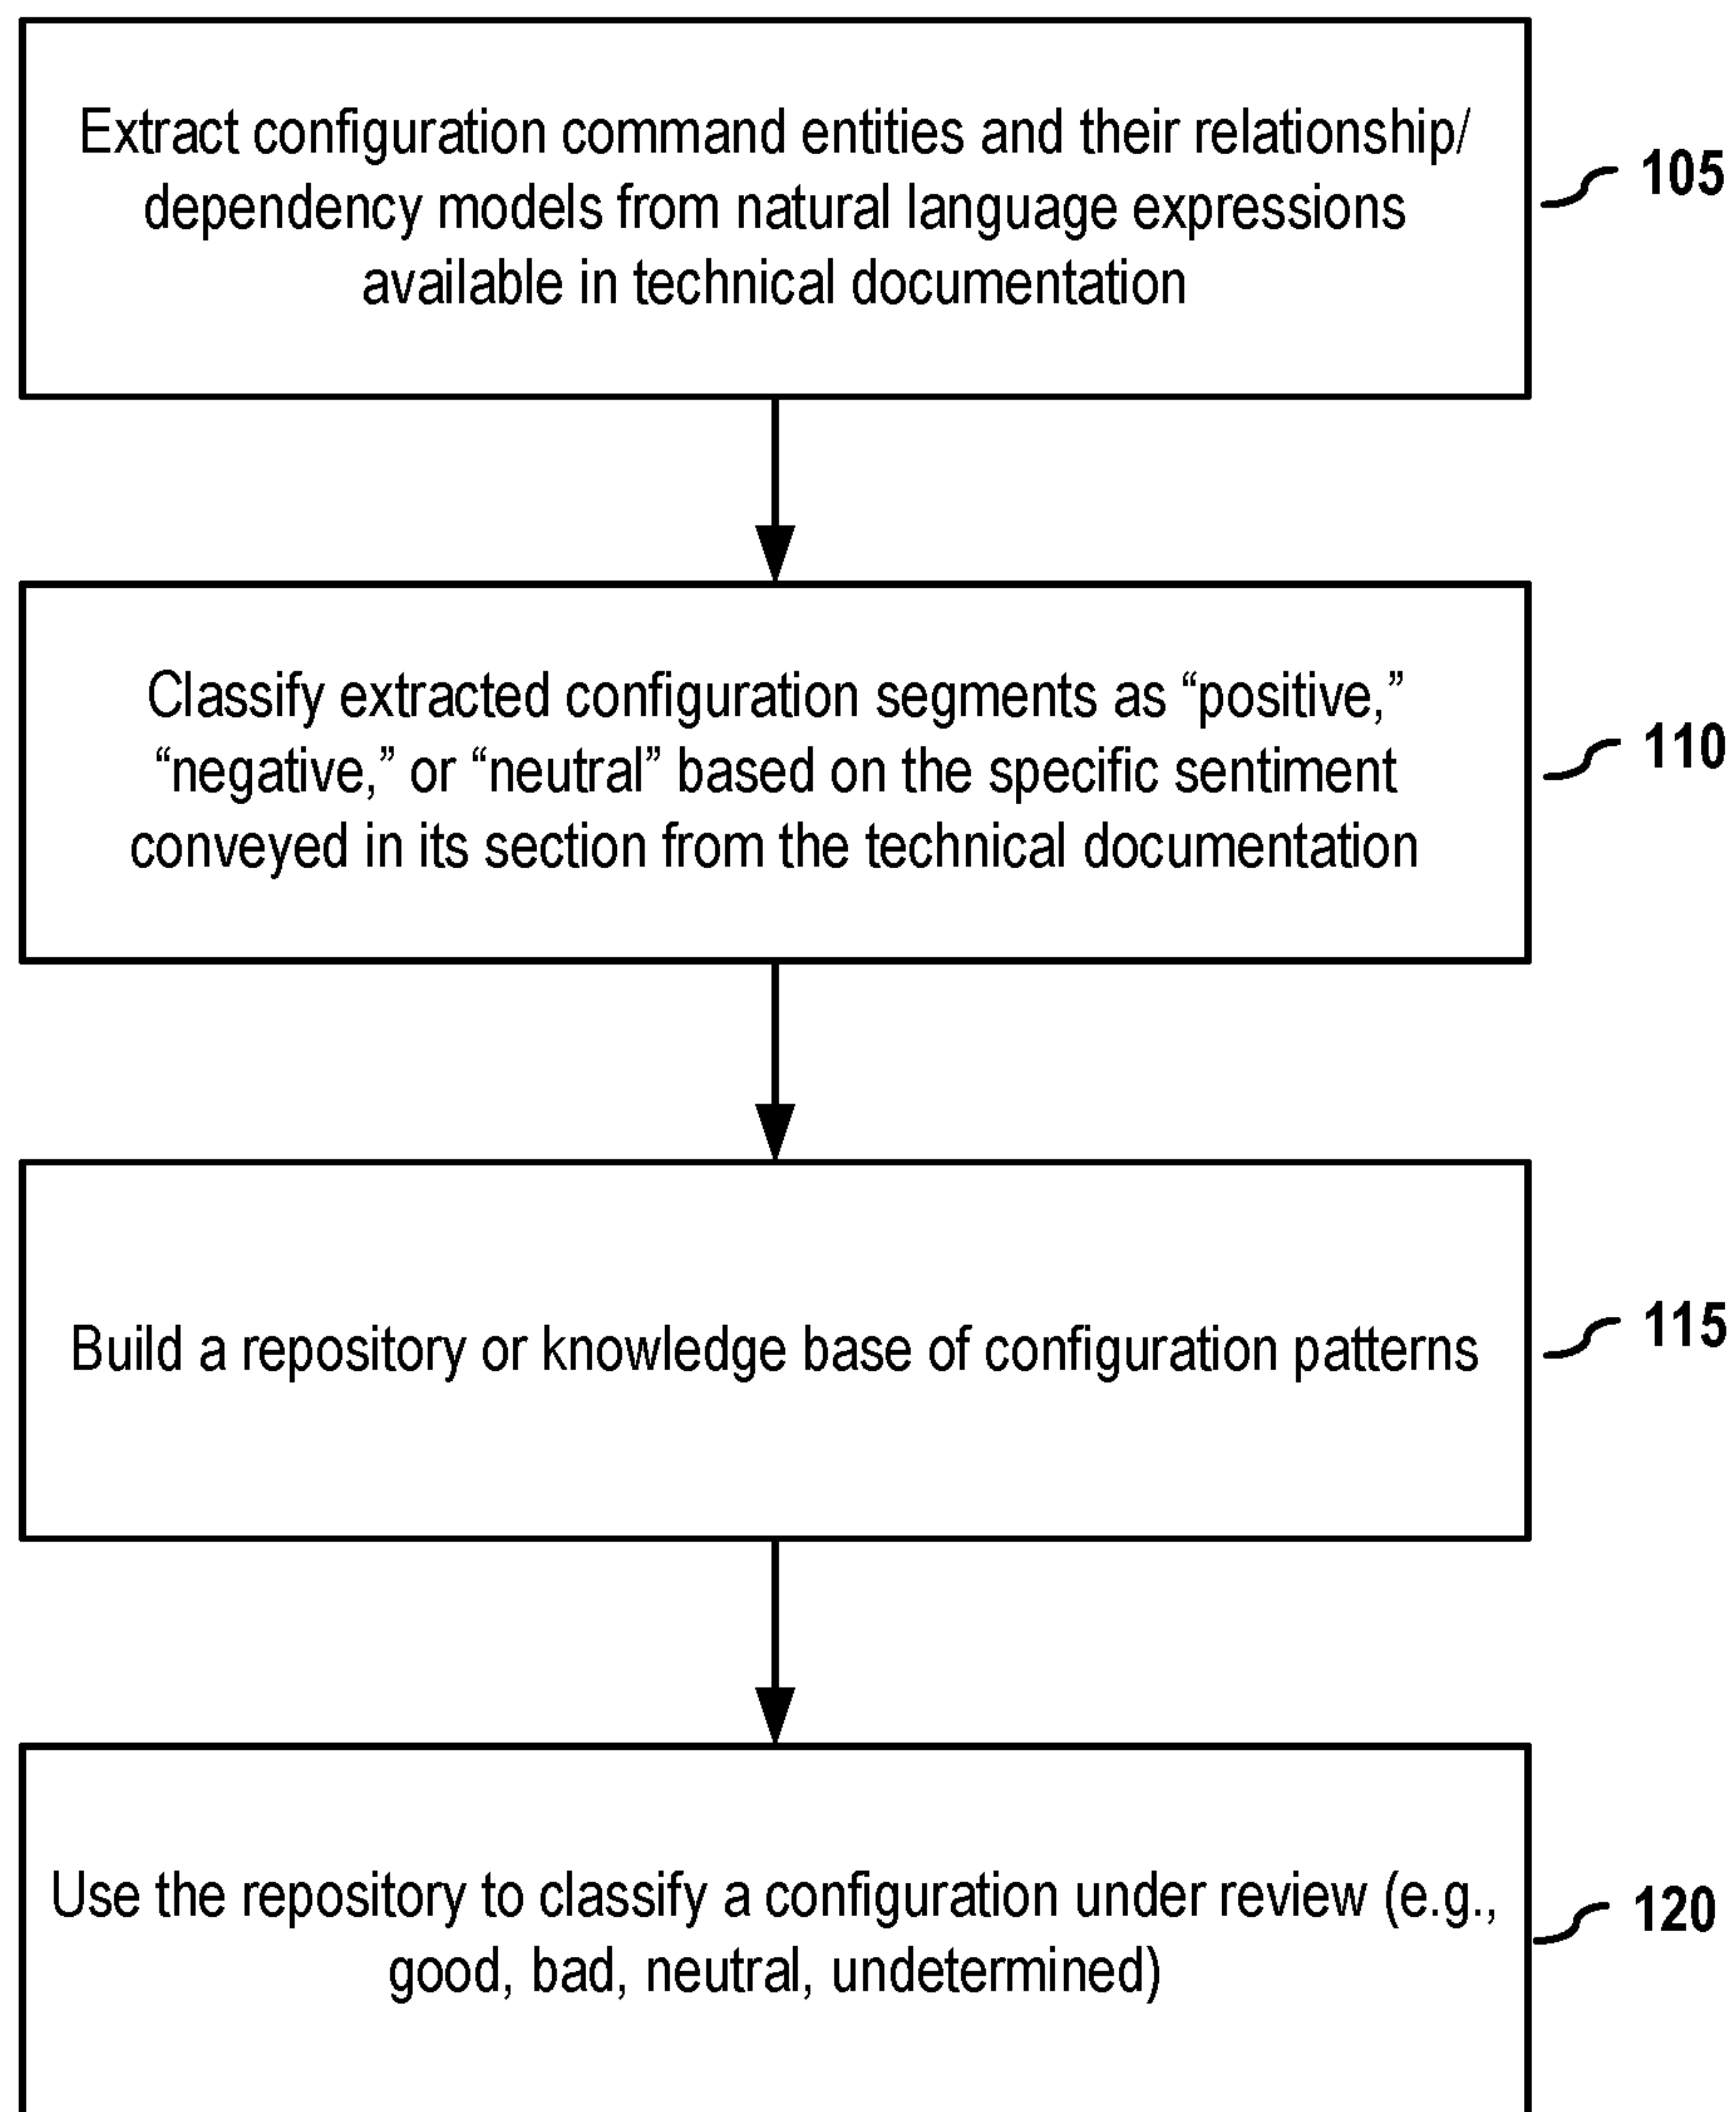 Extract configuration command entities and their relationship/
dependency models from natural language expressions
available in technical documentation
105
Classify extracted configuration segments as “positive,”
“negative,” or “neutral” based on the specific sentiment
conveyed in its section from the technical documentation
110
Build a repository or knowledge base of configuration patterns
115
Use the repository to classify a configuration under review (e.g.,
good, bad, neutral, undetermined)
120